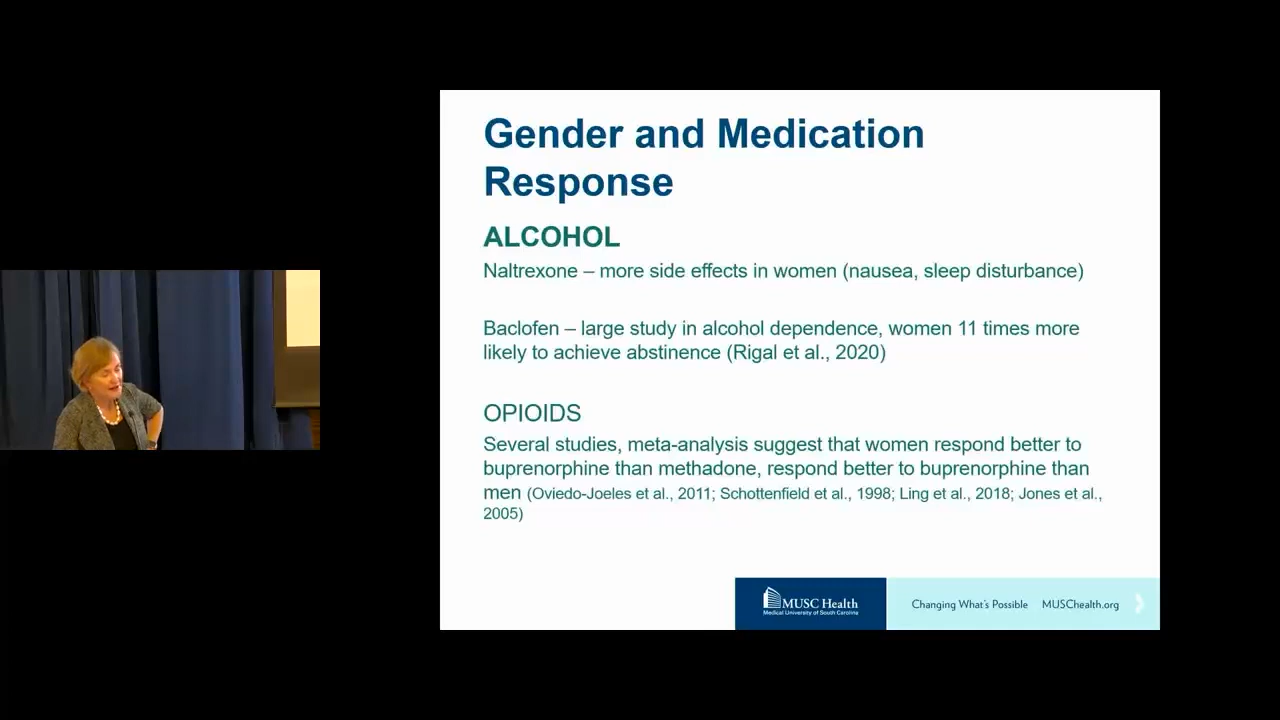 Gender and Medication
Response
ALCOHOL
Naltrexone – more side effects in women (nausea, sleep disturbance)
Baclofen – large study in alcohol dependence, women 11 times more
likely to achieve abstinence (Rigal et al., 2020)
OPIOIDS
Several studies, meta-analysis suggest that women respond better to
buprenorphine than methadone, respond better to buprenorphine than
men (Oviedo-Joeles et al., 2011; Schottenfield et al., 1998; Ling et al., 2018; Jones et al.,
2005)
MUSC Health
Medical University of South Carolina
Changing What's Possible MUSChealth.org